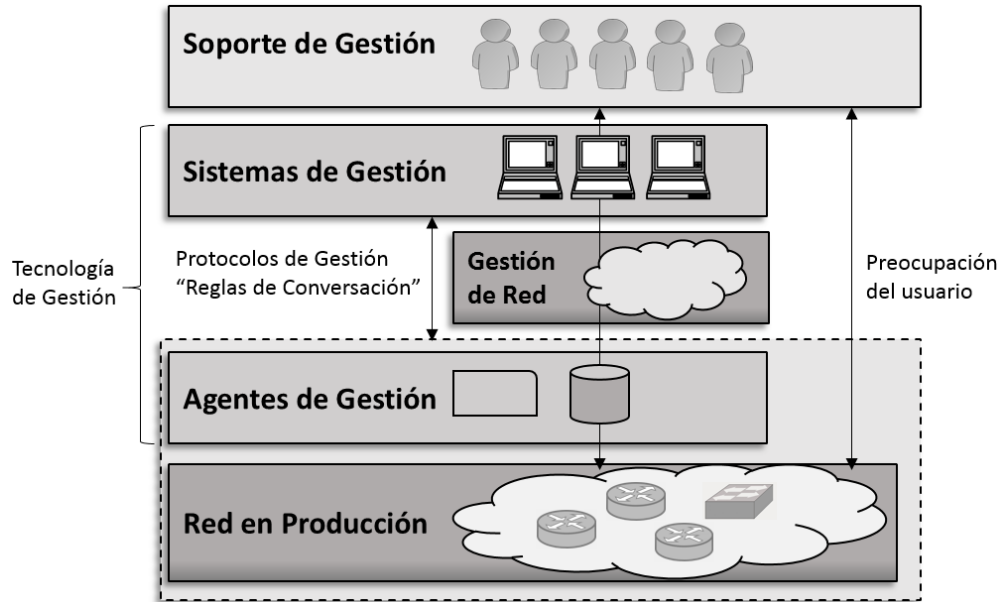 Soporte de Gestión
Sistemas de Gestión
Tecnología
de Gestión
Protocolos de Gestión
“Reglas de Conversación”
Gestión
de Red
Preocupación
del usuario
Agentes de Gestión
Red en Producción